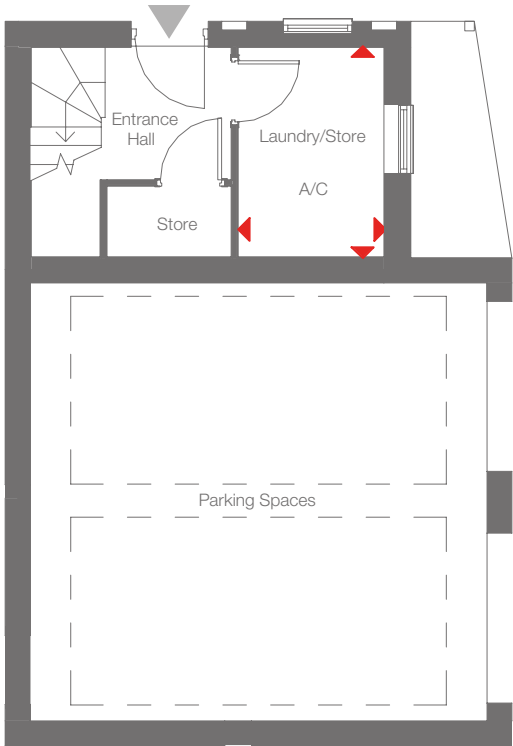 Entrance
Hall
Laundry/Store
A/C
Store
Parking Spaces